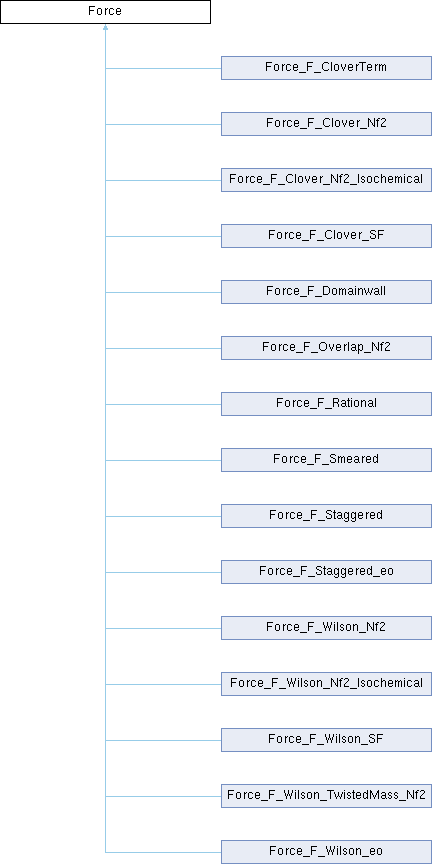 Force
Force_F_CloverTerm
Force_F_Clover_Nf2
Force_F_Clover_Nf2_Isochemical
Force_F_Clover_SF
Force_F_Domainwall
Force_F_Overlap_Nf2
Force_F_Rational
Force_F_Smeared
Force_F_Staggered
Force_F_Staggered_eo
Force_F_Wilson_Nf2
Force_F_Wilson_Nf2_Isochemical
Force_F_Wilson_SF
Force_F_Wilson_TwistedMass_Nf2
Force_F_Wilson_eo